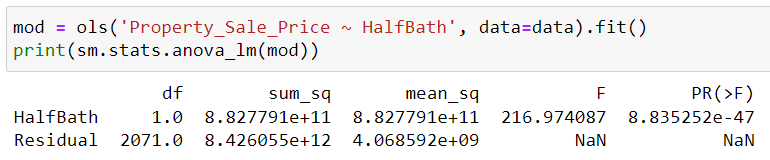 mod = ols('Property_Sale_Price ~ HalfBath', data=data).fit()
print(sm.stats.anova_lm(mod))
df sum_sq mean_sq F PR(>F)
HalfBath 1.0 8.827791e+11 8.827791e+11 216.974087 8.835252e-47
Residual 2071.0 8.426055e+12 4.068592e+09 NaN NaN